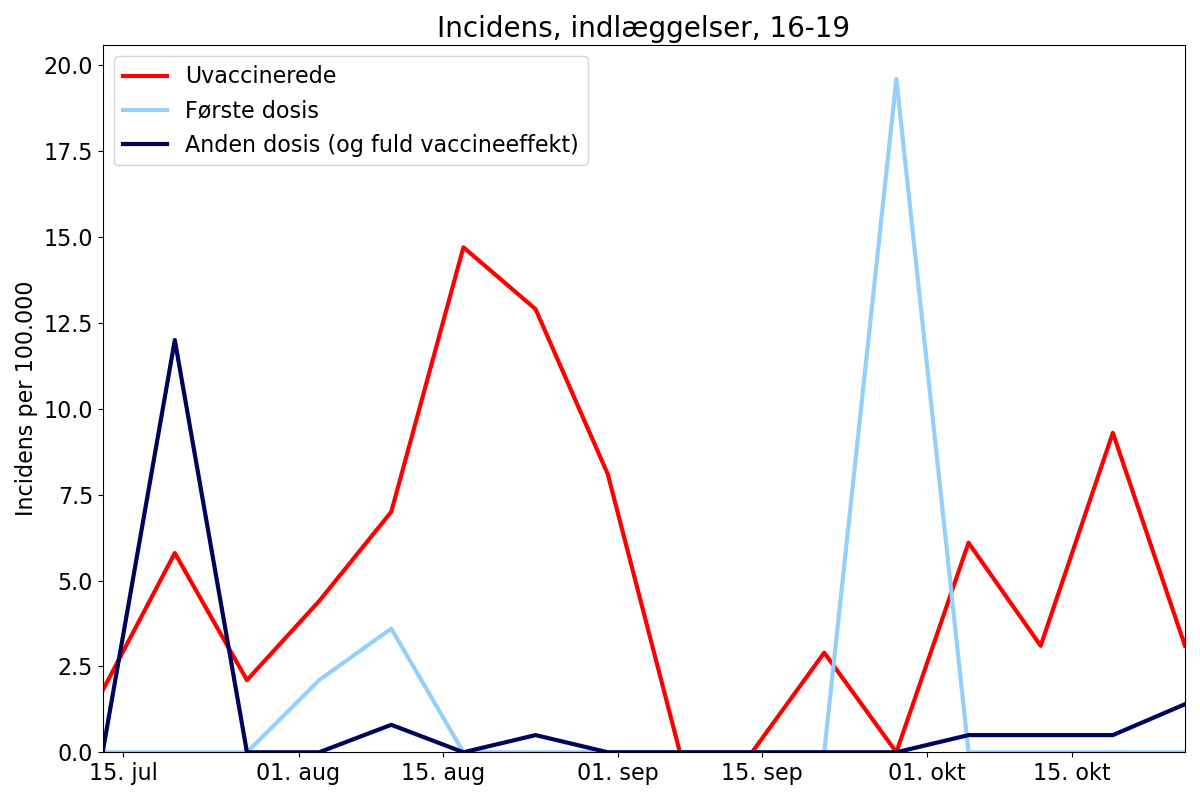 Incidens, indlæggelser, 16-19
Uvaccinerede
Første dosis
Anden dosis (og fuld vaccineeffekt)
Incidens per 100.000
20.0
17.5
15.0
12.5
10.0
7.5
5.0
2.5
0.0
15. jul
01. aug
15. aug
01. sep
15. sep
01. okt
15. okt